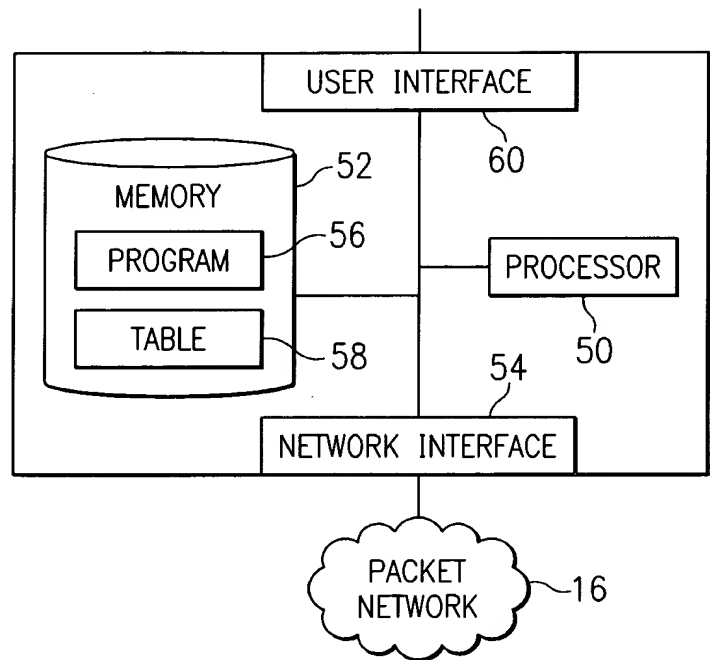 USER INTERFACE
60
52
MEMORY
56
PROGRAM
PROCESSOR
50
TABLE
58
54
NETWORK INTERFACE
PACKET
NETWORK
16